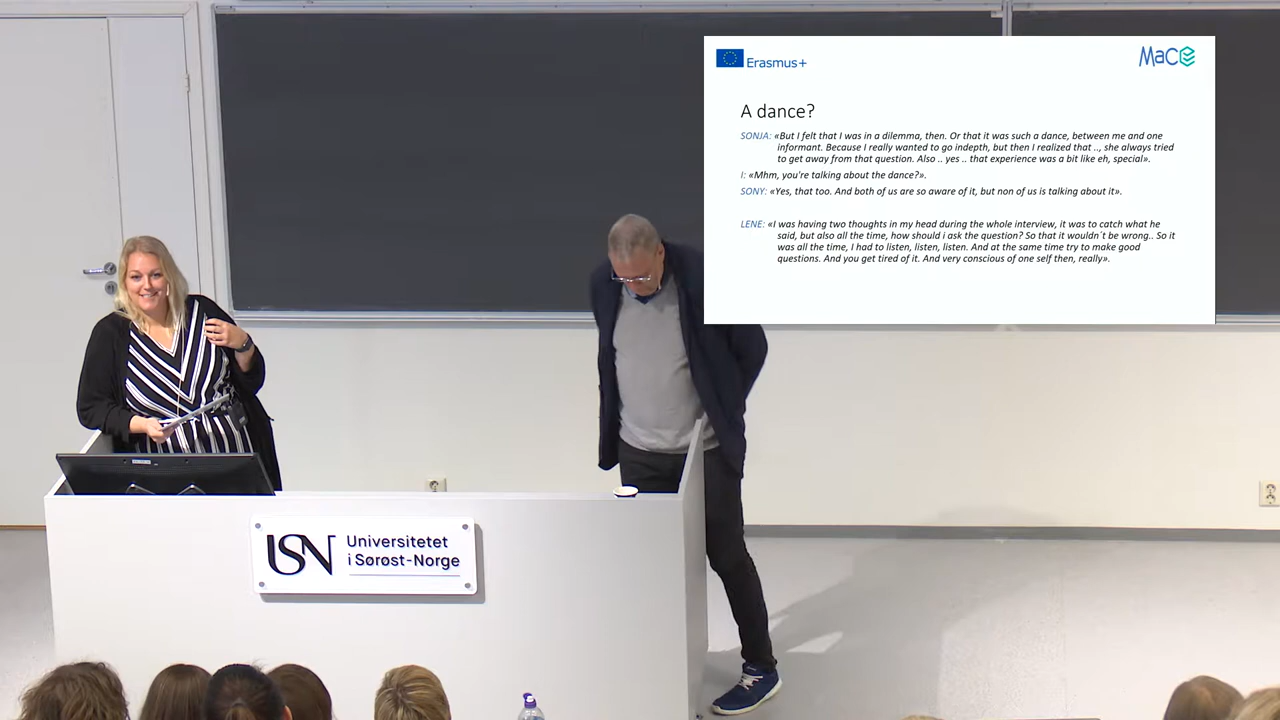 Erasmus+
MaCE
A dance?
SONJA: «But I felt that I was in a dilemma, then. Or that it was such a dance, between me and one
informant. Because I really wanted to go indepth, but then I realized that .., she always tried
to get away from that question. Also .. yes .. that experience was a bit like eh, special».
I: «Mhm, you're talking about the dance?».
SONY: «Yes, that too. And both of us are so aware of it, but non of us is talking about it».
LENE: «I was having two thoughts in my head during the whole interview, it was to catch what he
said, but also all the time, how should i ask the question? So that it wouldn´t be wrong.. So it
was all the time, I had to listen, listen, listen. And at the same time try to make good
questions. And you get tired of it. And very conscious of one self then, really».
USN
Universitetet
i Sørøst-Norge